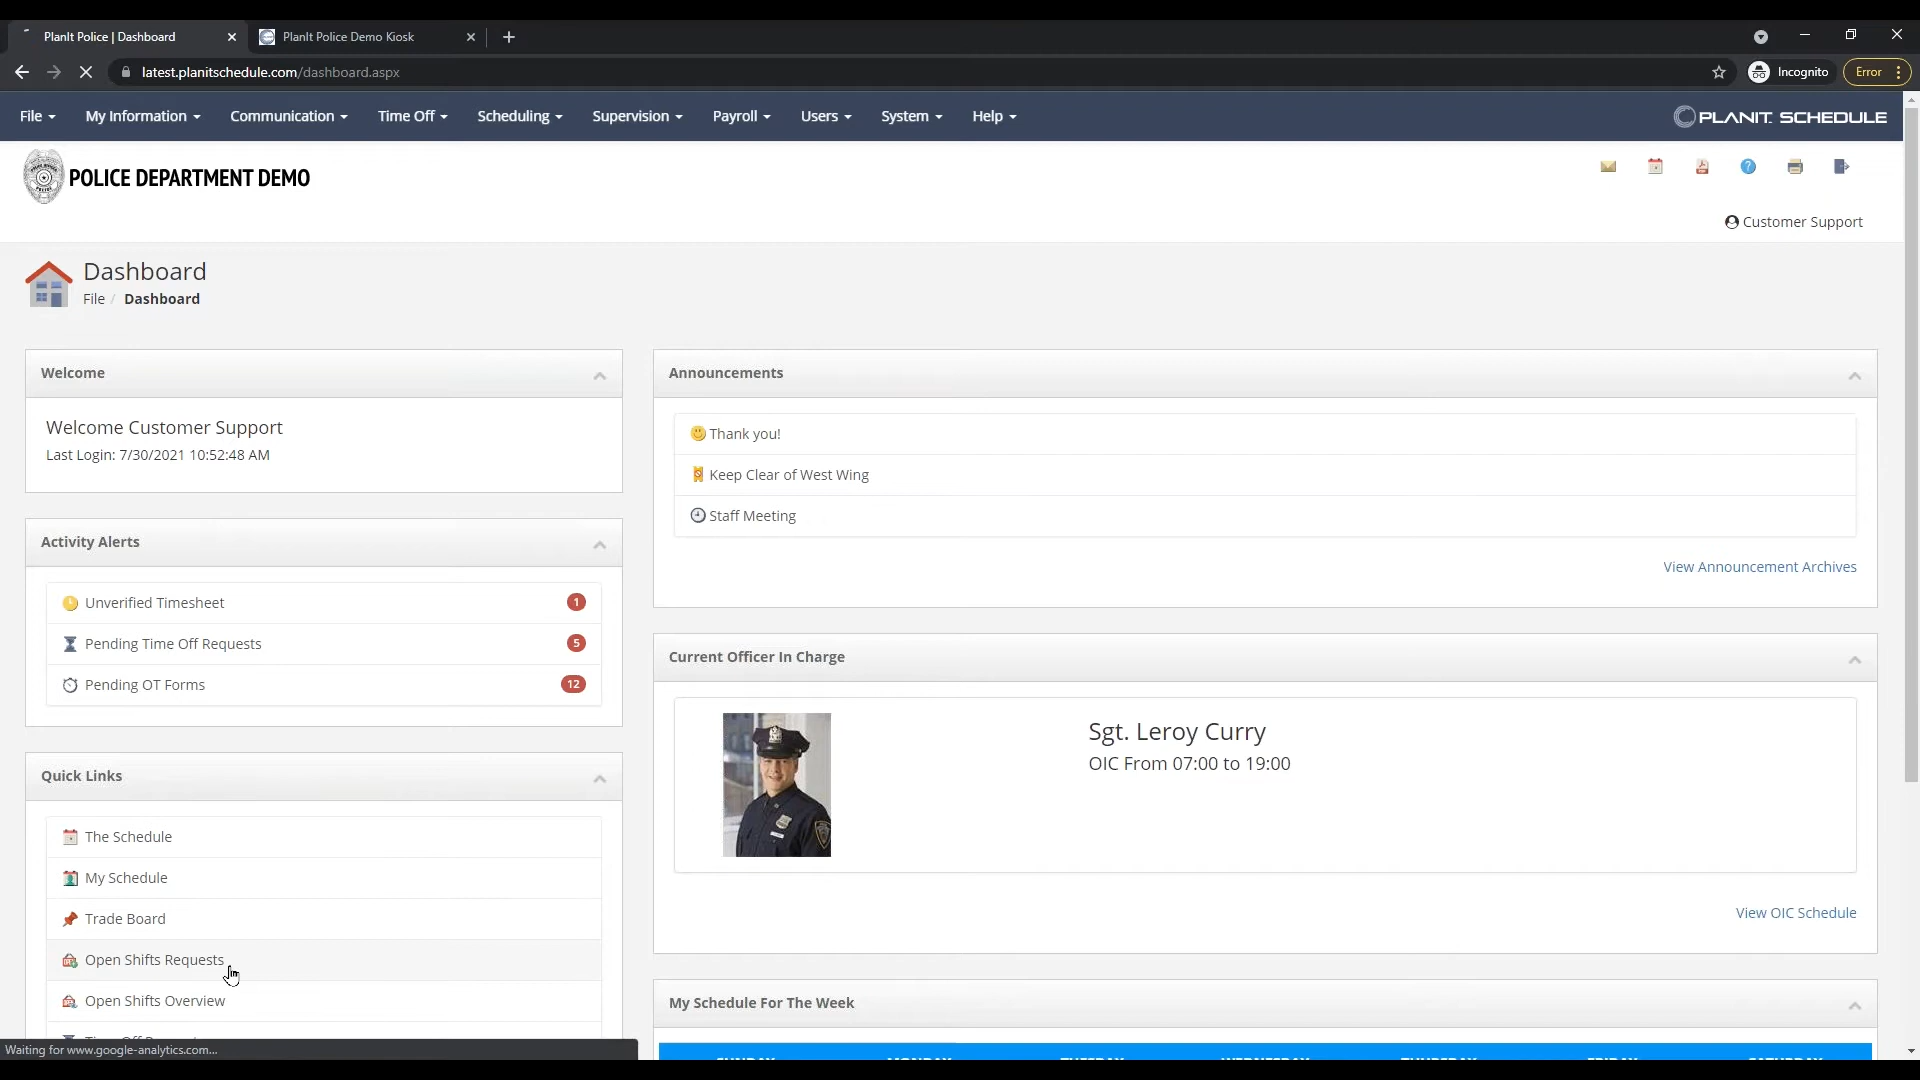 PlanIt Police | Dashboard
PlanIt Police Demo Kiosk
latest.planitschedule.com/dashboard.aspx
Incognito
Error
File
My Information
Communication
Time Off
Scheduling
Supervision
Payroll
Users
System
Help
PLANIT SCHEDULE
POLICE DEPARTMENT DEMO
Customer Support
Dashboard
File / Dashboard
Welcome
Welcome Customer Support
Last Login: 7/30/2021 10:52:48 AM
Activity Alerts
Unverified Timesheet 1
Pending Time Off Requests 5
Pending OT Forms 12
Quick Links
The Schedule
My Schedule
Trade Board
Open Shifts Requests
Open Shifts Overview
Waiting for www.google-analytics.com...
Announcements
Thank you!
Keep Clear of West Wing
Staff Meeting
View Announcement Archives
Current Officer In Charge
Sgt. Leroy Curry
OIC From 07:00 to 19:00
View OIC Schedule
My Schedule For The Week
SUNDAY MONDAY TUESDAY WEDNESDAY THURSDAY FRIDAY SATURDAY